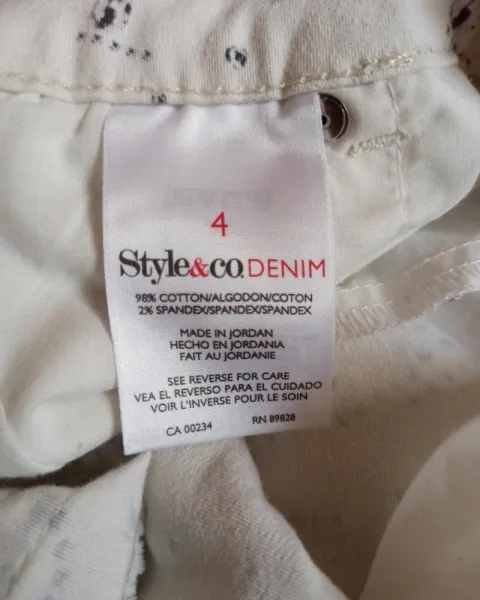 4
Style&co. DENIM
98% COTTON/ALGODON/COTON
2% SPANDEX/SPANDEX/SPANDEX
MADE IN JORDAN
HECHO EN JORDANIA
FAIT AU JORDANIE
SEE REVERSE FOR CARE
VEA EL REVERSO PARA EL CUIDADO
VOIR L'INVERSE POUR LE SOIN
CA 00234 RN 89828